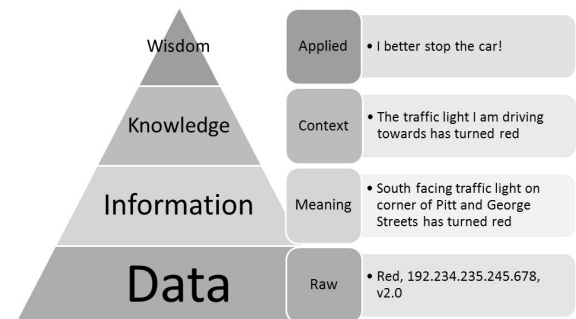 Wisdom
Applied
• I better stop the car!
Knowledge
Context
• The traffic light I am driving
towards has turned red
Information
Meaning
• South facing traffic light on
corner of Pitt and George
Streets has turned red
Data
Raw
• Red, 192.234.235.245.678,
v2.0